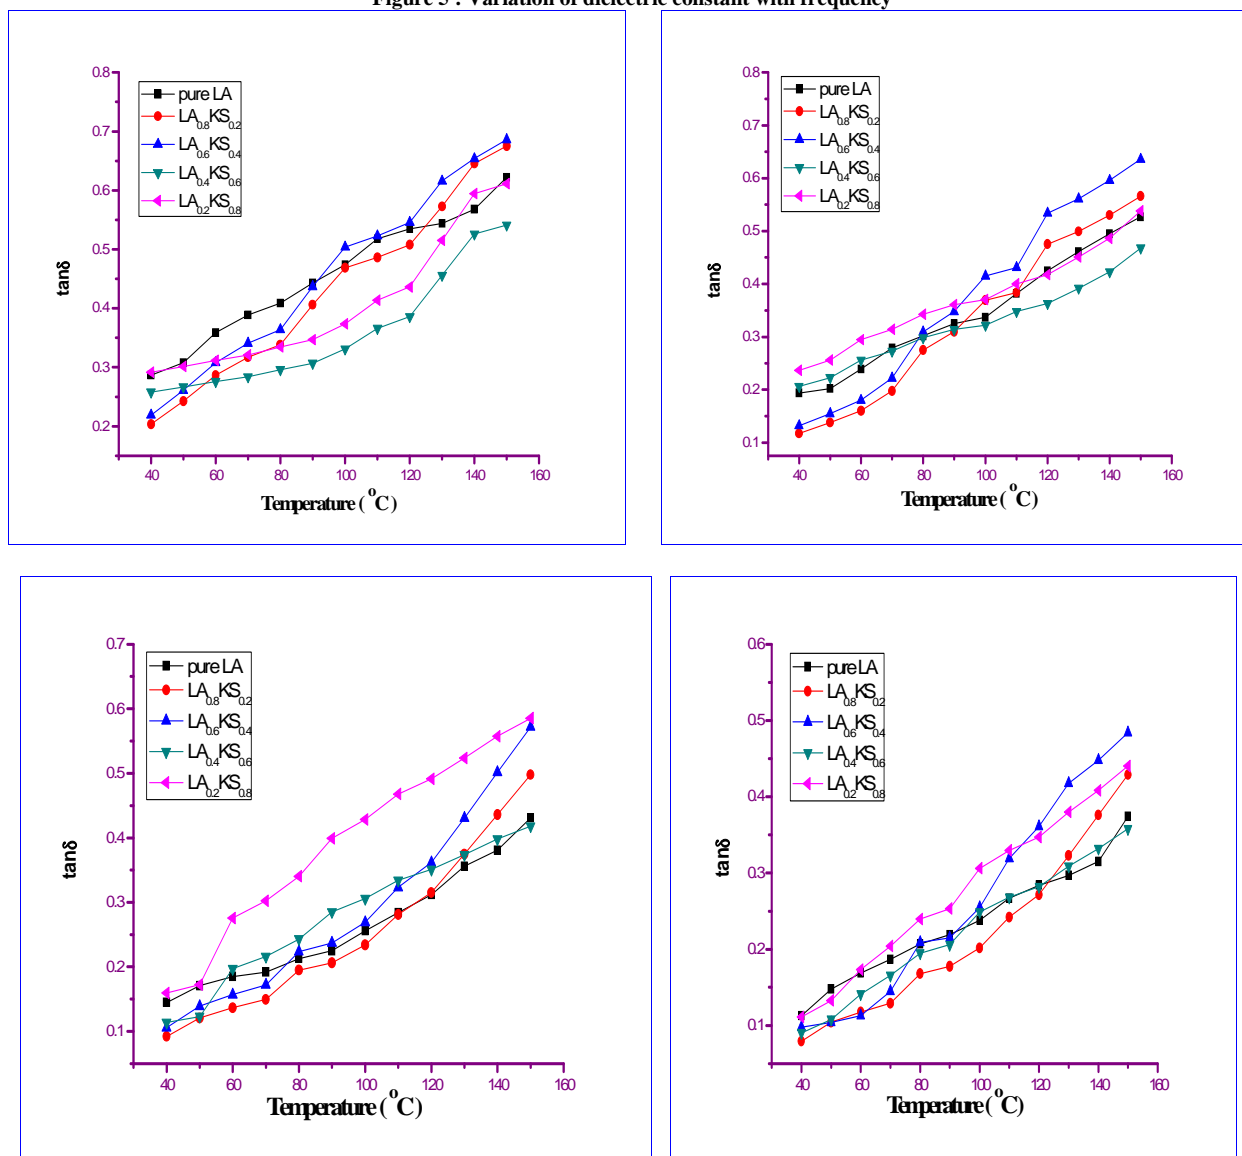 Figure 5 : Variation of dielectric constant with frequency
0.8
0.7
0.6
0.5
0.4
0.3
0.2
tanδ
pure LA
LA0.8KS0.2
LA0.6KS0.4
LA0.4KS0.6
LA0.2KS0.8
40 60 80 100 120 140 160
Temperature ( oC)
0.8
0.7
0.6
0.5
0.4
0.3
0.2
0.1
tanδ
pure LA
LA0.8KS0.2
LA0.6KS0.4
LA0.4KS0.6
LA0.2KS0.8
40 60 80 100 120 140 160
Temperature ( oC)
0.7
0.6
0.5
0.4
0.3
0.2
0.1
tanδ
pure LA
LA0.8KS0.2
LA0.6KS0.4
LA0.4KS0.6
LA0.2KS0.8
40 60 80 100 120 140 160
Temperature ( oC)
0.6
0.5
0.4
0.3
0.2
0.1
tanδ
pure LA
LA0.8KS0.2
LA0.6KS0.4
LA0.4KS0.6
LA0.2KS0.8
40 60 80 100 120 140 160
Temperature ( oC)